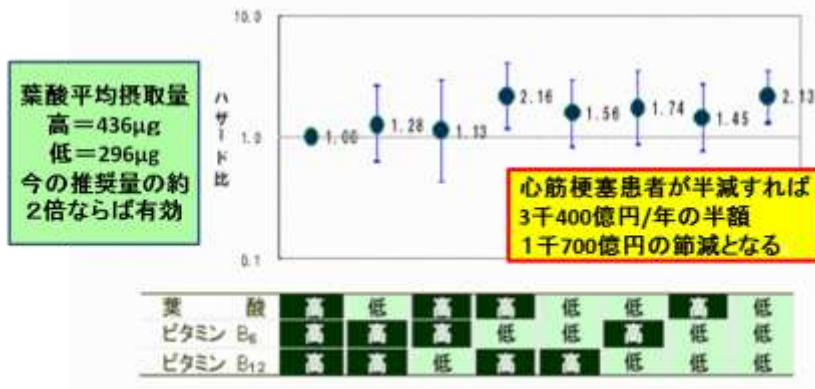 10.0
葉酸平均摂取量
高＝436μg
低＝296μg
今の推奨量の約
2倍ならば有効
ハザード比
1.00
1.28
1.13
2.16
1.56
1.74
1.45
2.13
1.0
心筋梗塞患者が半減すれば
3千400億円/年の半額
1千700億円の節減となる
0.1
葉酸 高 低 高 高 低 低 高 低
ビタミン B₆ 高 高 高 低 低 高 低 低
ビタミン B₁₂ 高 高 低 高 高 低 低 低